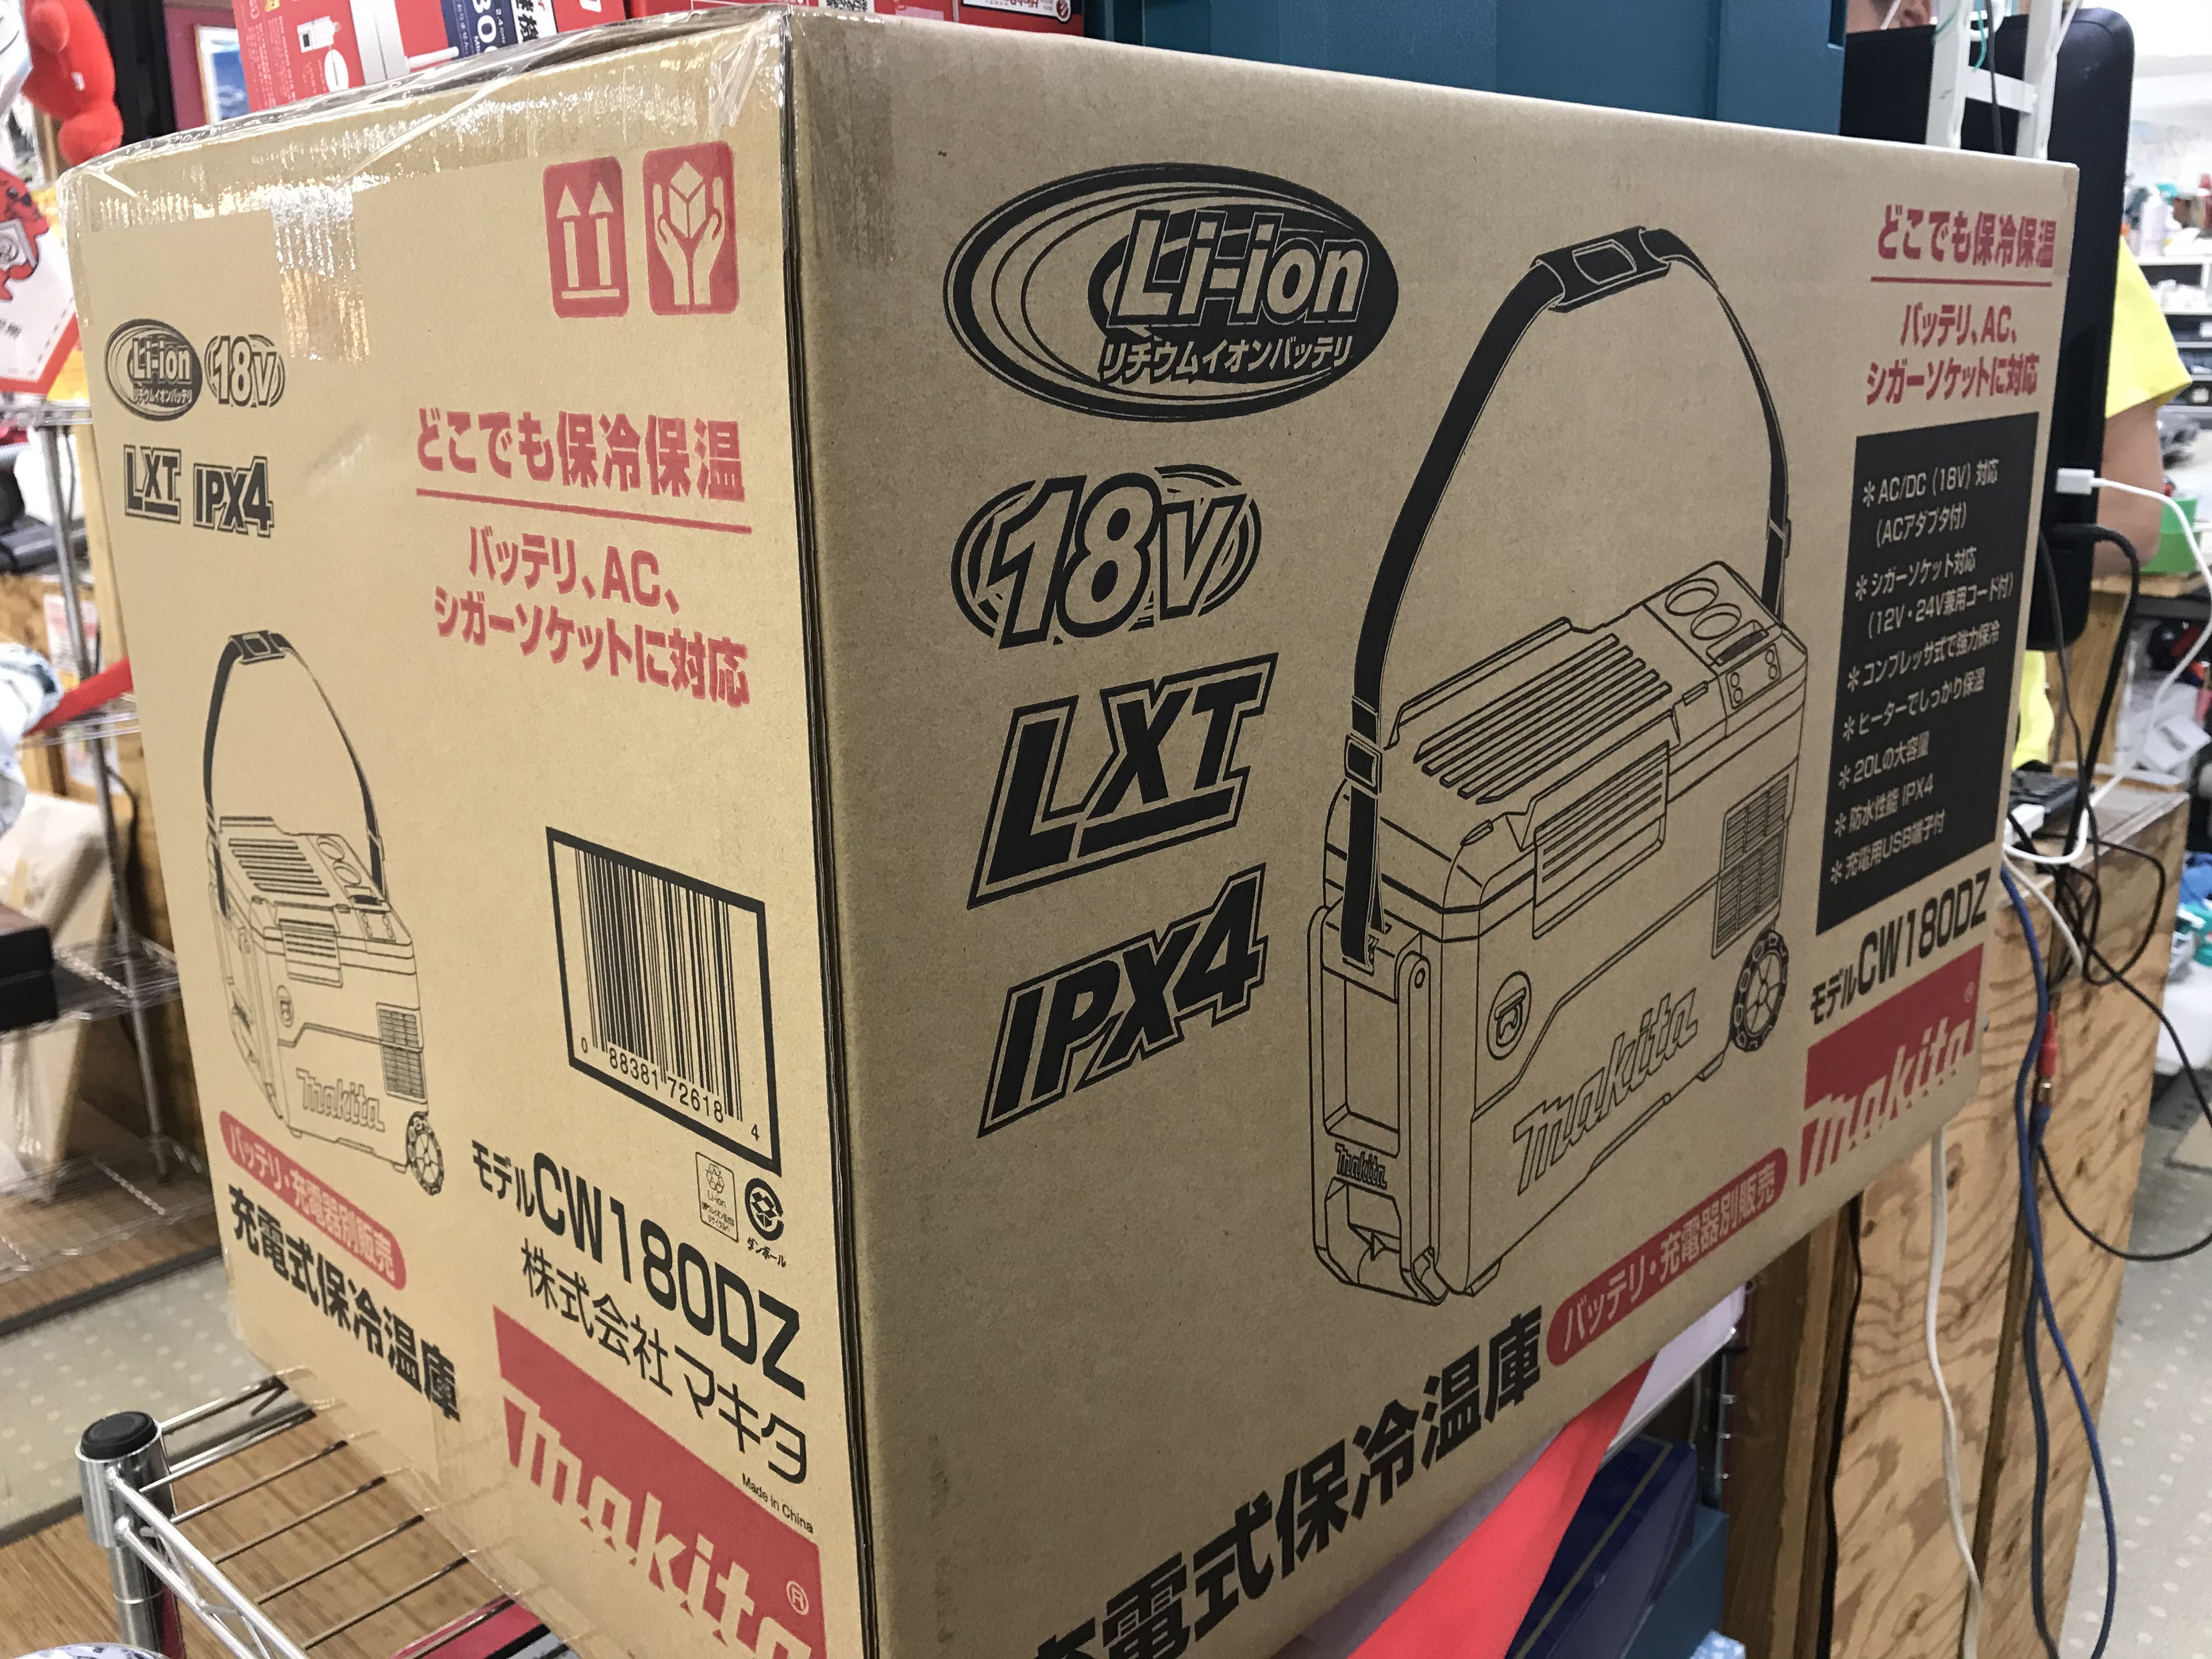 Li-ion
リチウムイオンバッテリ
18V
LXT IPX4
どこでも保冷保温
バッテリ、AC、
シガーソケットに対応
makita
0 88381 72618 4
バッテリ・充電器別販売
充電式保冷温庫
モデルCW180DZ
Li-ion
ダンボール
株式会社マキタ
Made in China
makita®
Li-ion
リチウムイオンバッテリ
18V
LXT
IPX4
makita
makita
どこでも保冷保温
バッテリ、AC、
シガーソケットに対応
＊AC/DC（18V）対応
（ACアダプタ付）
＊シガーソケット対応
（12V・24V兼用コード付）
＊コンプレッサ式で強力保冷
＊ヒーターでしっかり保温
＊20Lの大容量
＊防水性能 IPX4
＊充電用USB端子付
モデルCW180DZ
makita®
充電式保冷温庫 バッテリ・充電器別販売